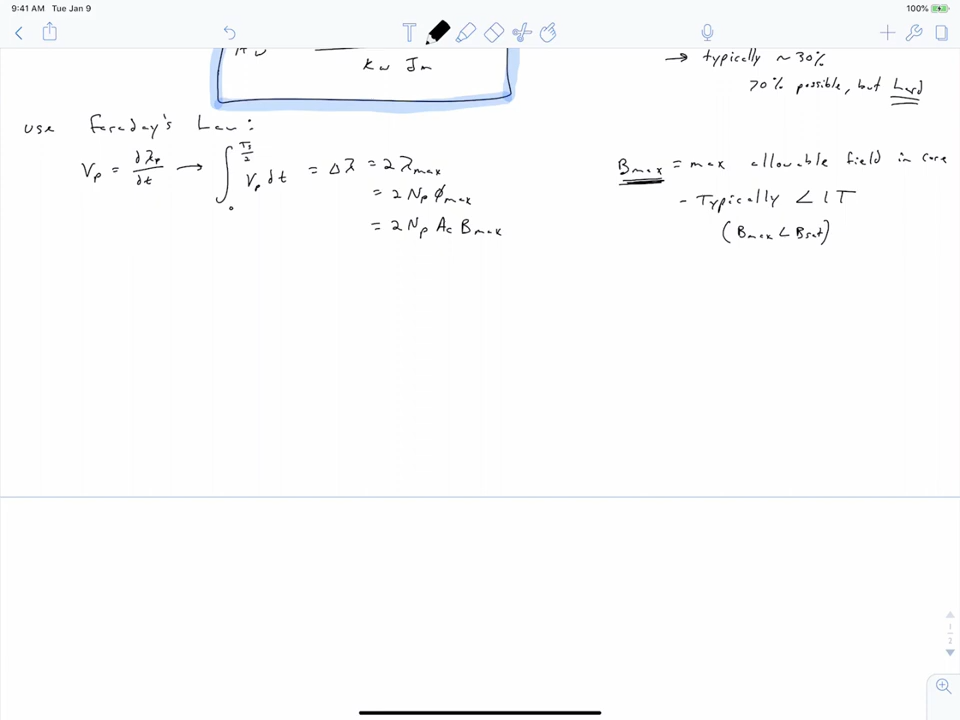 9:41 AM Tue Jan 9
100%
T
kw Jm
→ typically ~30%
70% possible, but Hard
use Faraday's Law:
Vp = dλp/dt → ∫₀^(Ts/2) Vp dt = Δλ = 2λmax
= 2 Np ϕmax
= 2 Np Ac Bmax
Bmax = max allowable field in core
- Typically < 1T
(Bmax < Bsat)
1
2